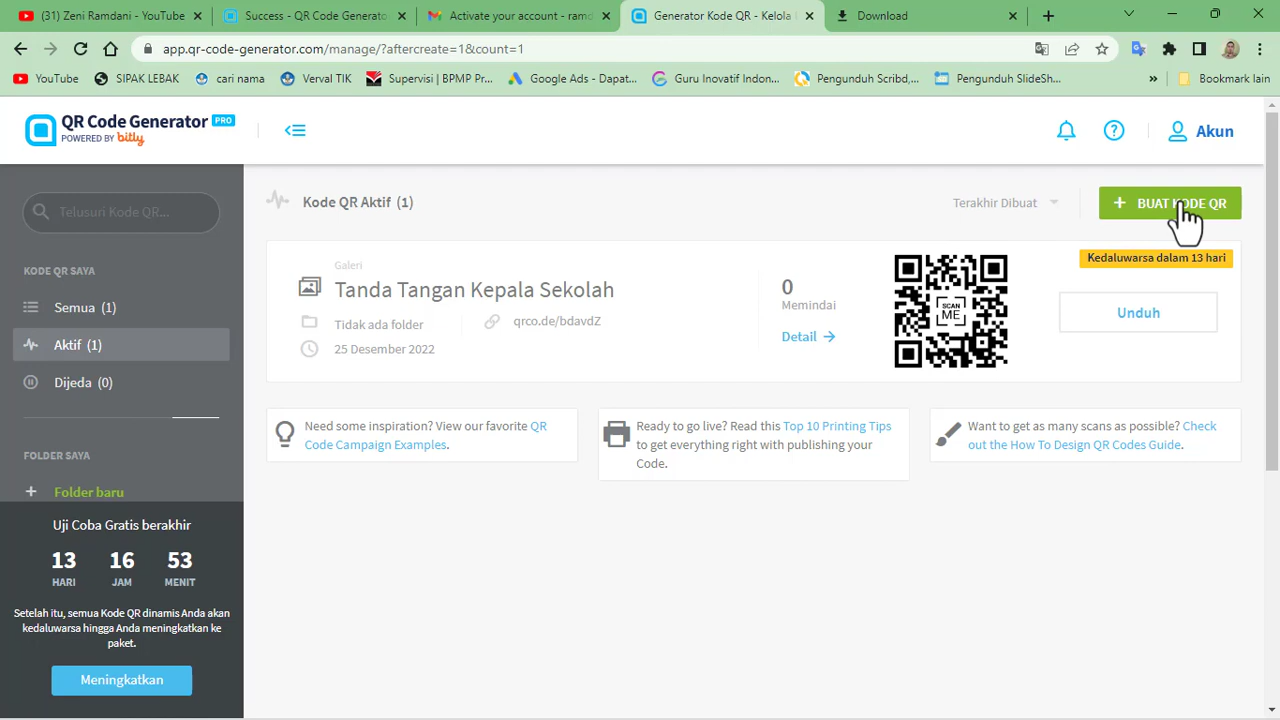 (31) Zeni Ramdani - YouTube
Success - QR Code Generato
Activate your account - ramd
Generator Kode QR - Kelola
Download
app.qr-code-generator.com/manage/?aftercreate=1&count=1
YouTube
SIPAK LEBAK
cari nama
Verval TIK
Supervisi | BPMP Pr...
Google Ads - Dapat...
Guru Inovatif Indon...
Pengunduh Scribd,...
Pengunduh SlideSh...
»
Bookmark lain
QR Code Generator PRO
POWERED BY bitly
Akun
Telusuri Kode QR...
KODE QR SAYA
Semua (1)
Aktif (1)
Dijeda (0)
FOLDER SAYA
+ Folder baru
Uji Coba Gratis berakhir
13 16 53
HARI JAM MENIT
Setelah itu, semua Kode QR dinamis Anda akan
kedaluwarsa hingga Anda meningkatkan ke
paket.
Meningkatkan
Kode QR Aktif (1)
Terakhir Dibuat
+ BUAT KODE QR
Galeri
Tanda Tangan Kepala Sekolah
Tidak ada folder
qrco.de/bdavdZ
25 Desember 2022
0
Memindai
Detail →
SCAN
ME
Kedaluwarsa dalam 13 hari
Unduh
Need some inspiration? View our favorite QR
Code Campaign Examples.
Ready to go live? Read this Top 10 Printing Tips
to get everything right with publishing your
Code.
Want to get as many scans as possible? Check
out the How To Design QR Codes Guide.